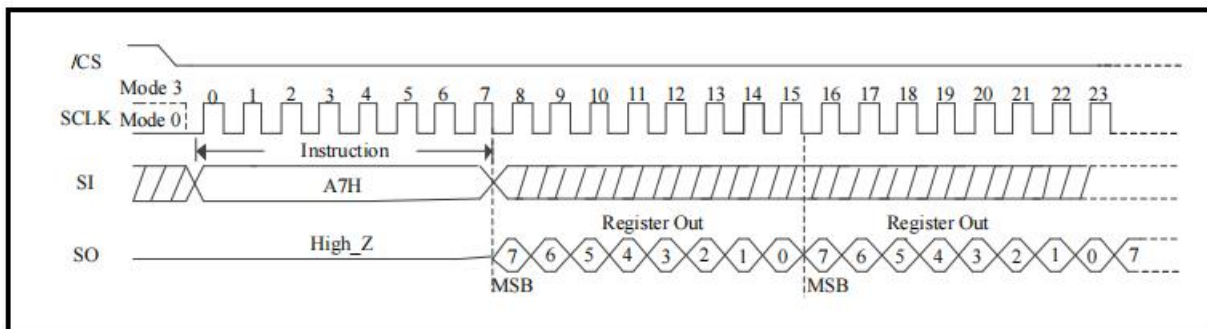 /CS
Mode 3
0 1 2 3 4 5 6 7 8 9 10 11 12 13 14 15 16 17 18 19 20 21 22 23
SCLK Mode 0
Instruction
SI A7H
Register Out Register Out
SO High_Z 7 6 5 4 3 2 1 0 7 6 5 4 3 2 1 0 7
MSB MSB